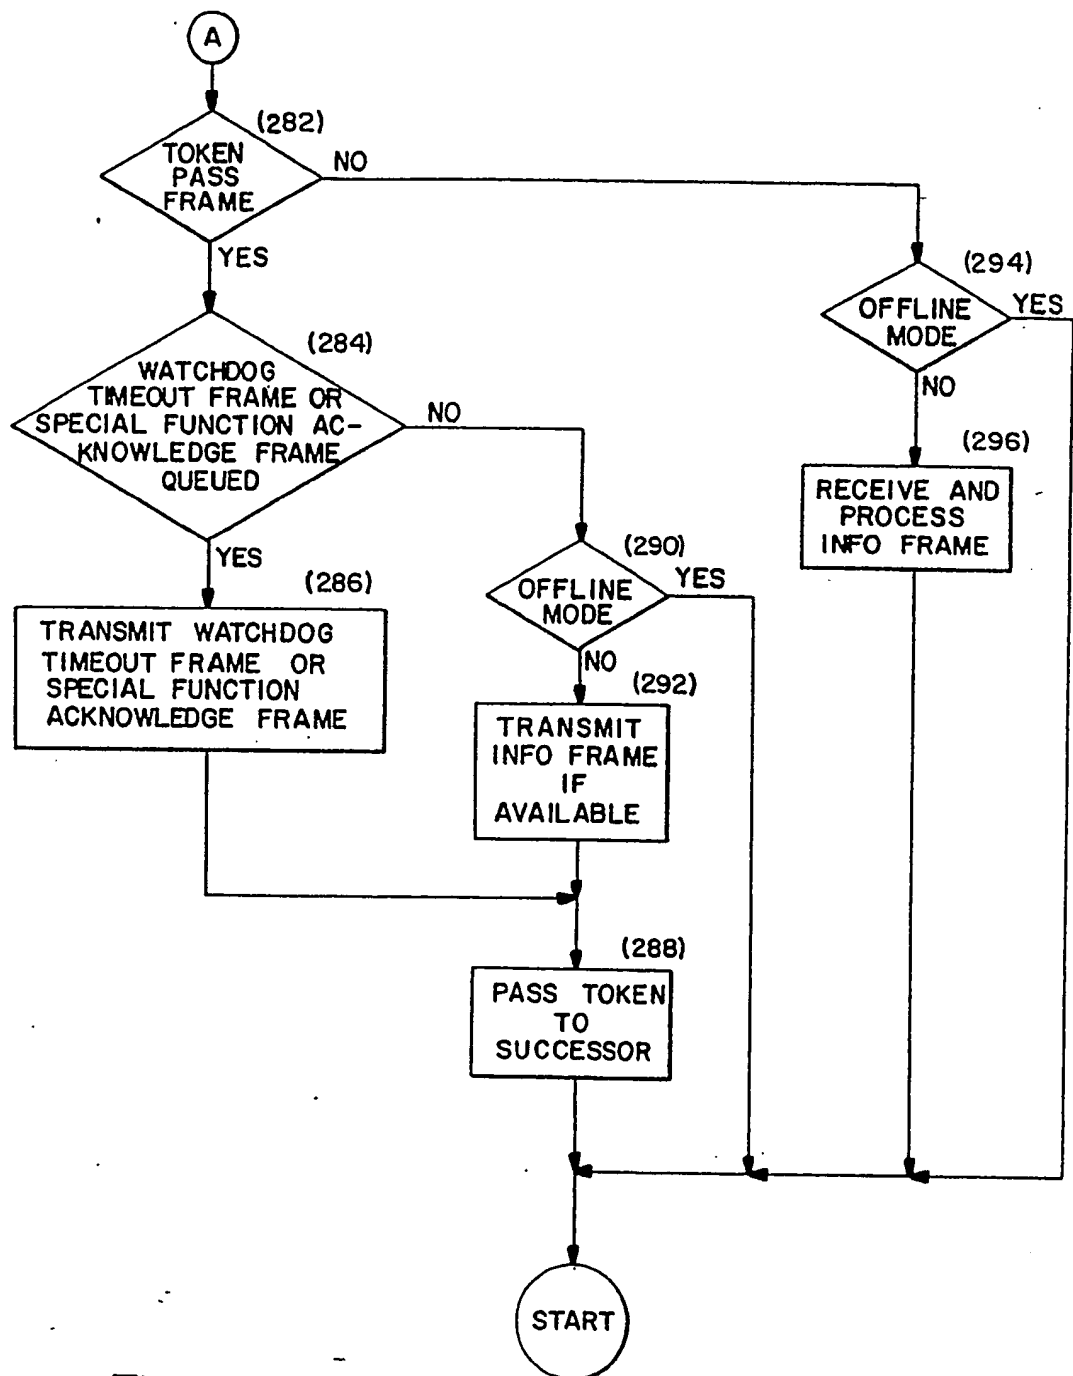 A
(282)
TOKEN
PASS
FRAME
NO
YES
(294)
OFFLINE
MODE
YES
NO
(284)
WATCHDOG
TIMEOUT FRAME OR
SPECIAL FUNCTION AC-
KNOWLEDGE FRAME
QUEUED
NO
YES
(296)
RECEIVE AND
PROCESS
INFO FRAME
(290)
OFFLINE
MODE
YES
NO
(286)
TRANSMIT WATCHDOG
TIMEOUT FRAME OR
SPECIAL FUNCTION
ACKNOWLEDGE FRAME
(292)
TRANSMIT
INFO FRAME
IF
AVAILABLE
(288)
PASS TOKEN
TO
SUCCESSOR
START